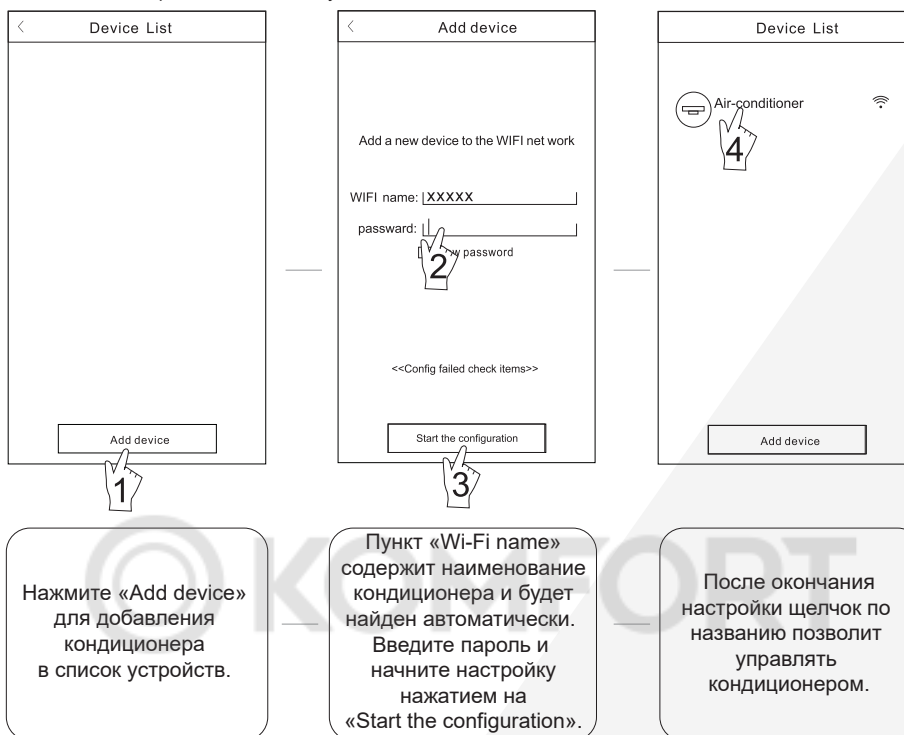 Device List
Add device
1
Add device
Add a new device to the WIFI net work
WIFI name: XXXXX
passward:
password
2
<<Config failed check items>>
Start the configuration
3
Device List
Air-conditioner
4
Add device
Нажмите «Add device»
для добавления
кондиционера
в список устройств.
Пункт «Wi-Fi name»
содержит наименование
кондиционера и будет
найден автоматически.
Введите пароль и
начните настройку
нажатием на
«Start the configuration».
После окончания
настройки щелчок по
названию позволит
управлять
кондиционером.
KOMFORT